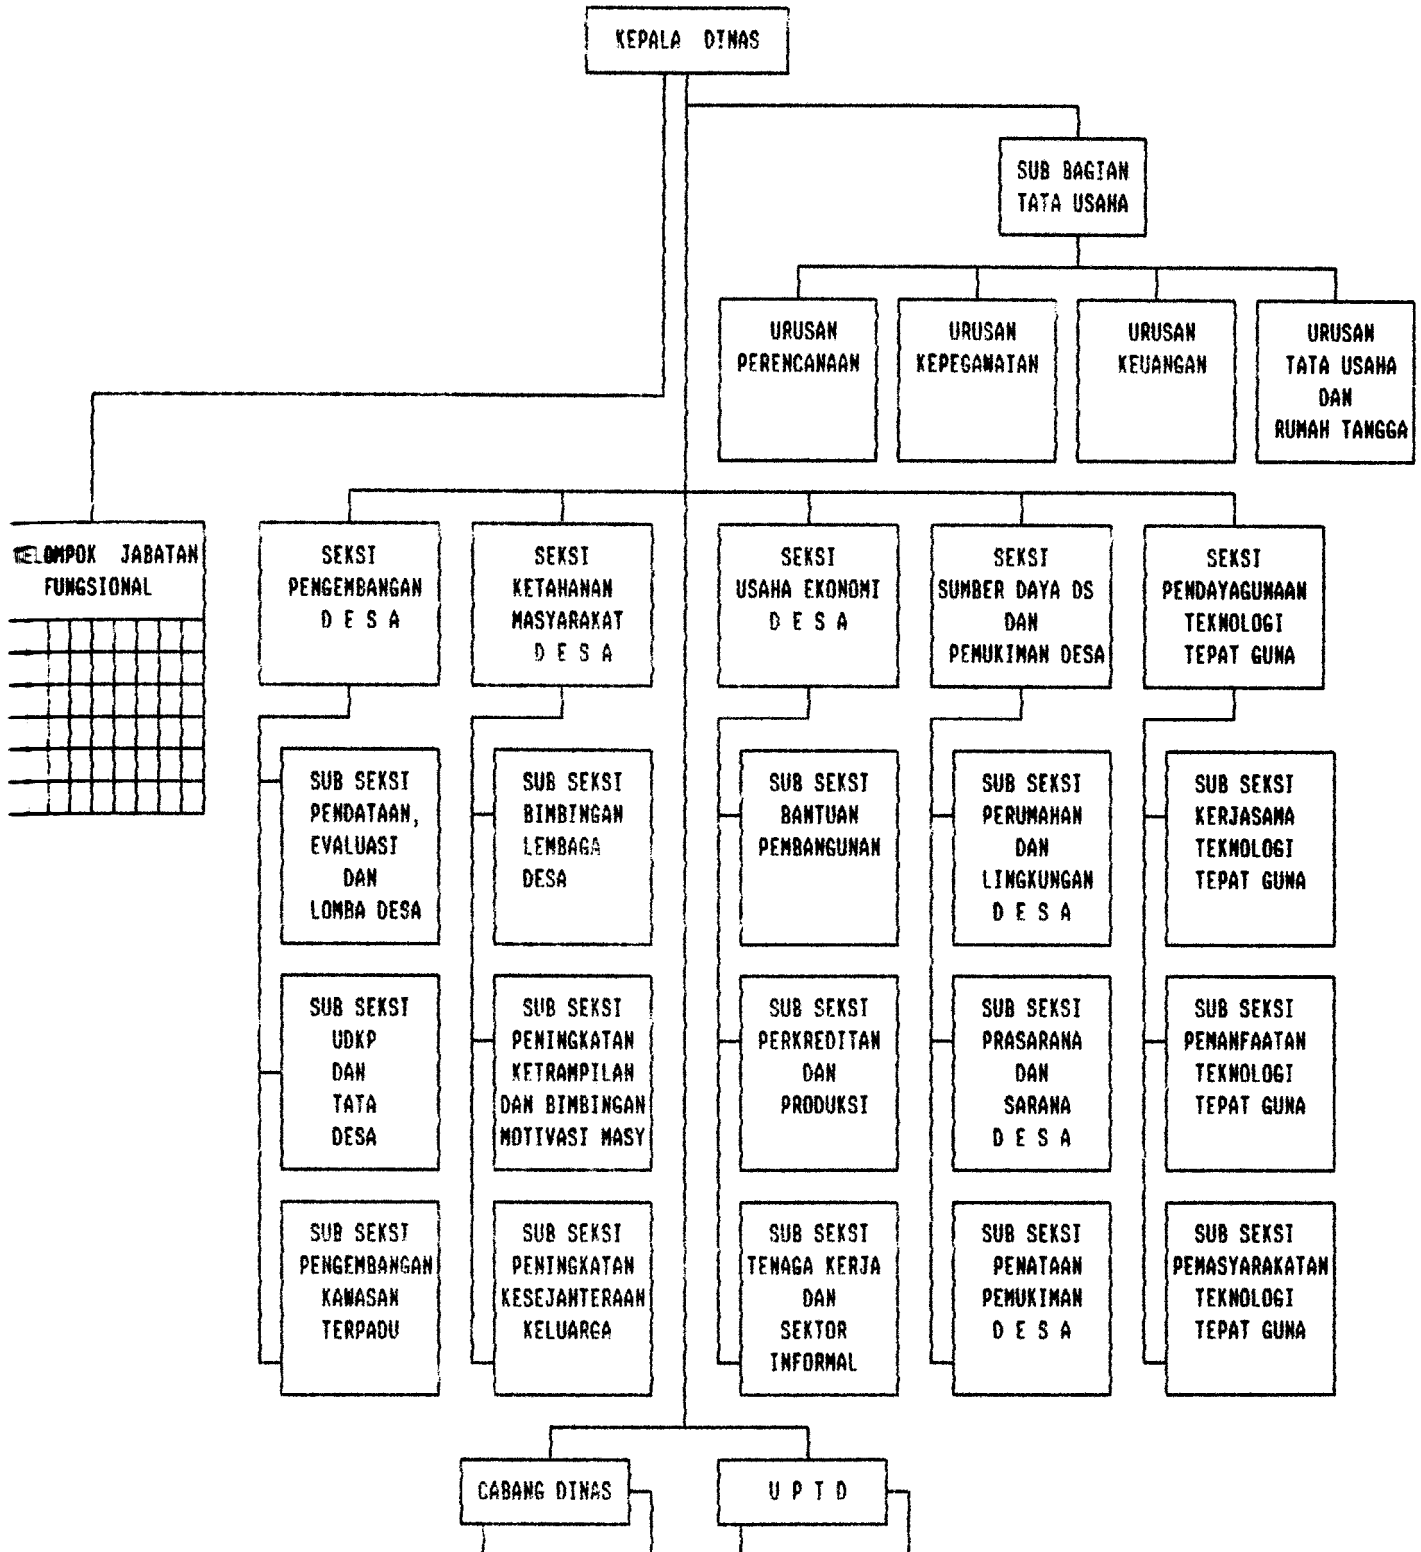 KEPALA DINAS
SUB BAGIAN
TATA USAHA
URUSAN
PERENCANAAN
URUSAN
KEPEGAWAIAN
URUSAN
KEUANGAN
URUSAN
TATA USAHA
DAN
RUMAH TANGGA
KELOMPOK JABATAN
FUNGSIONAL
SEKSI
PENGEMBANGAN
D E S A
SEKSI
KETAHANAN
MASYARAKAT
D E S A
SEKSI
USAHA EKONOMI
D E S A
SEKSI
SUMBER DAYA DS
DAN
PEMUKIMAN DESA
SEKSI
PENDAYAGUNAAN
TEKNOLOGI
TEPAT GUNA
SUB SEKSI
PENDATAAN,
EVALUASI
DAN
LOMBA DESA
SUB SEKSI
BIMBINGAN
LEMBAGA
DESA
SUB SEKSI
BANTUAN
PEMBANGUNAN
SUB SEKSI
PERUMAHAN
DAN
LINGKUNGAN
D E S A
SUB SEKSI
KERJASAMA
TEKNOLOGI
TEPAT GUNA
SUB SEKSI
UDKP
DAN
TATA
DESA
SUB SEKSI
PENINGKATAN
KETRAMPILAN
DAN BIMBINGAN
MOTIVASI MASY
SUB SEKSI
PERKREDITAN
DAN
PRODUKSI
SUB SEKSI
PRASARANA
DAN
SARANA
D E S A
SUB SEKSI
PEMANFAATAN
TEKNOLOGI
TEPAT GUNA
SUB SEKSI
PENGEMBANGAN
KAWASAN
TERPADU
SUB SEKSI
PENINGKATAN
KESEJAHTERAAN
KELUARGA
SUB SEKSI
TENAGA KERJA
DAN
SEKTOR
INFORMAL
SUB SEKSI
PENATAAN
PEMUKIMAN
D E S A
SUB SEKSI
PEMASYARAKATAN
TEKNOLOGI
TEPAT GUNA
CABANG DINAS
U P T D